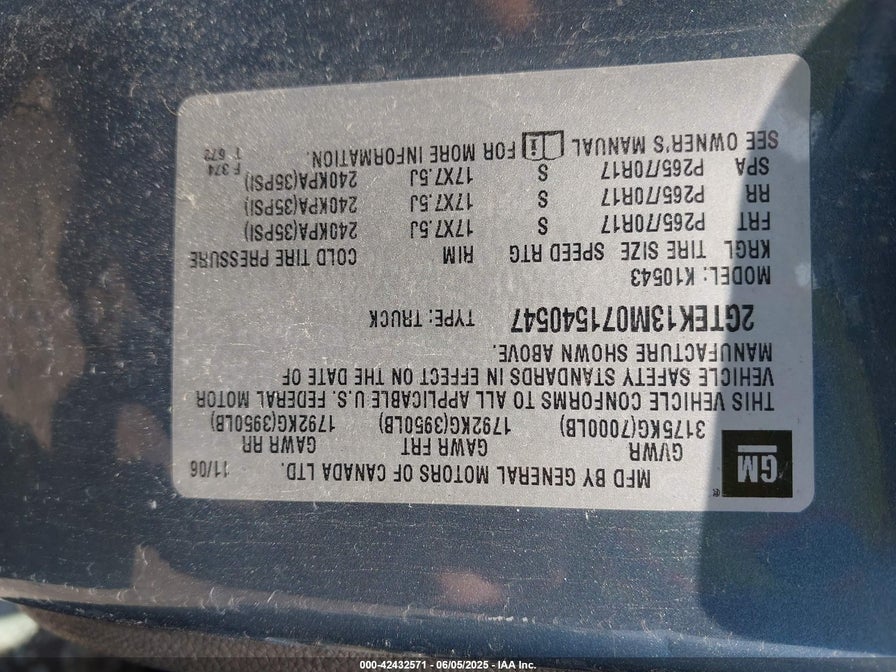 GM
MFD BY GENERAL MOTORS OF CANADA LTD. 11/06
GVWR GAWR FRT GAWR RR
3175KG(7000LB) 1792KG(3950LB) 1792KG(3950LB)
THIS VEHICLE CONFORMS TO ALL APPLICABLE U.S. FEDERAL MOTOR
VEHICLE SAFETY STANDARDS IN EFFECT ON THE DATE OF
MANUFACTURE SHOWN ABOVE.
2GTEK13M071540547 TYPE: TRUCK
MODEL: K10543
KRGL TIRE SIZE SPEED RTG RIM COLD TIRE PRESSURE
FRT P265/70R17 S 17X7.5J 240KPA(35PSI)
RR P265/70R17 S 17X7.5J 240KPA(35PSI)
SPA P265/70R17 S 17X7.5J 240KPA(35PSI)
SEE OWNER'S MANUAL FOR MORE INFORMATION.
F 374
T 673
000-42432571 - 06/05/2025 - IAA Inc.